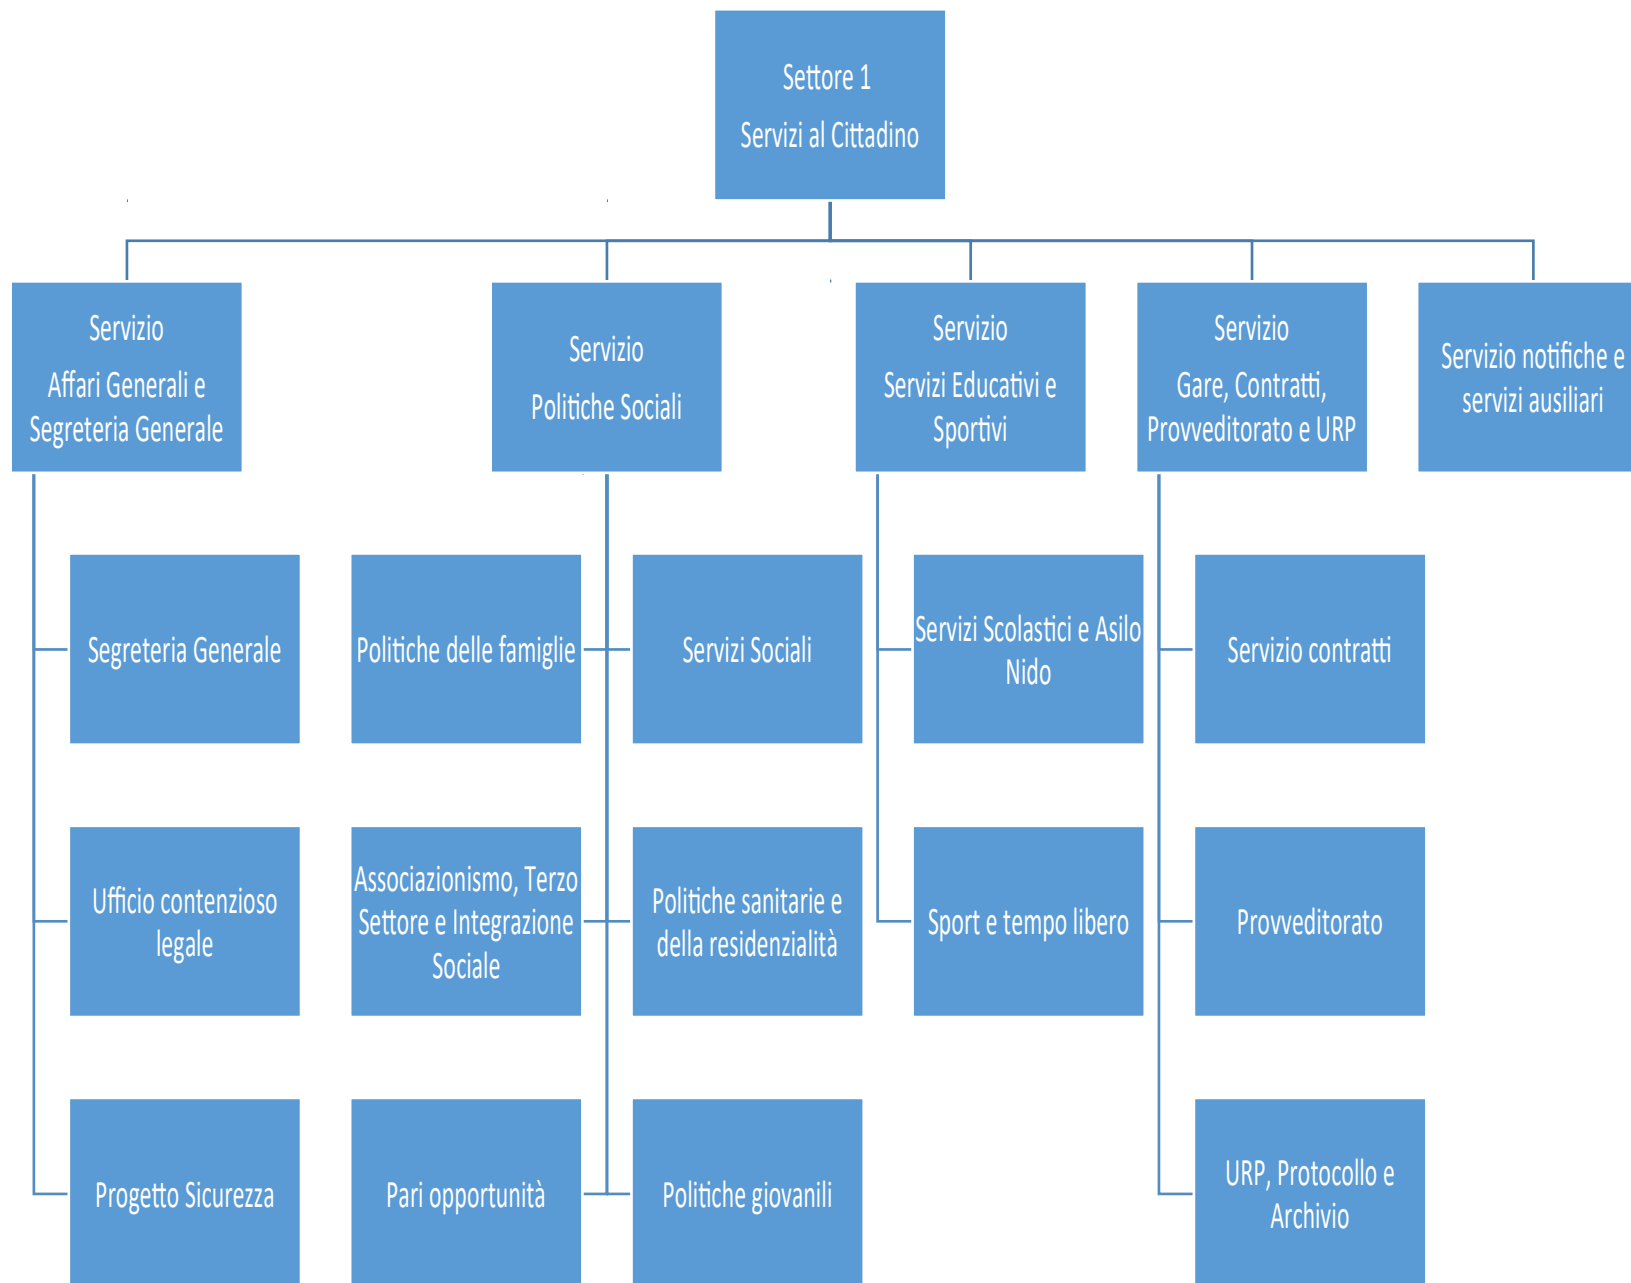 Settore 1
Servizi al Cittadino
Servizio
Affari Generali e
Segreteria Generale
Servizio
Politiche Sociali
Servizio
Servizi Educativi e
Sportivi
Servizio
Gare, Contratti,
Provveditorato e URP
Servizio notifiche e
servizi ausiliari
Segreteria Generale
Politiche delle famiglie
Servizi Sociali
Servizi Scolastici e Asilo
Nido
Servizio contratti
Ufficio contenzioso
legale
Associazionismo, Terzo
Settore e Integrazione
Sociale
Politiche sanitarie e
della residenzialità
Sport e tempo libero
Provveditorato
Progetto Sicurezza
Pari opportunità
Politiche giovanili
URP, Protocollo e
Archivio